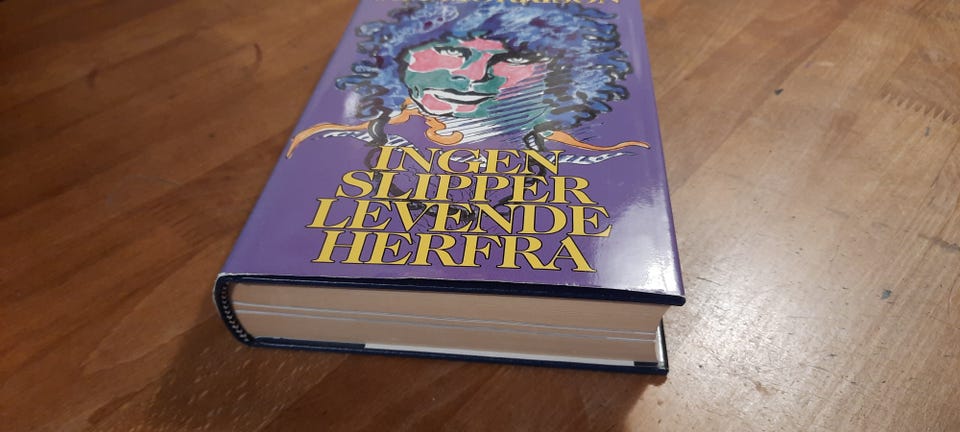 INGEN
SLIPPER
LEVENDE
HERFRA